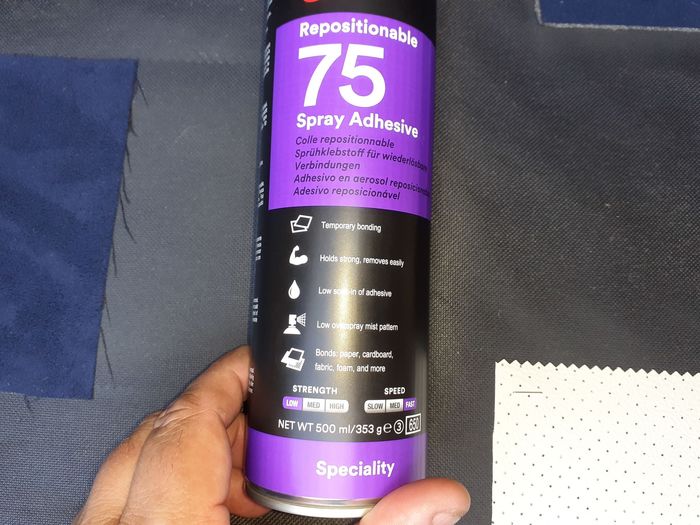 Repositionable
75
Spray Adhesive
Colle repositionnable
Sprühklebstoff für wiederlösbare
Verbindungen
Adhesivo en aerosol
Adesivo reposicionável
Temporary bonding
Holds strong, removes easily
Low soak-in of adhesive
Low overspray mist pattern
Bonds: paper, cardboard,
fabric, foam, and more
STRENGTH
LOW MED HIGH
SPEED
SLOW MED FAST
NET WT 500 ml/353 g ℮ 3 650
Speciality